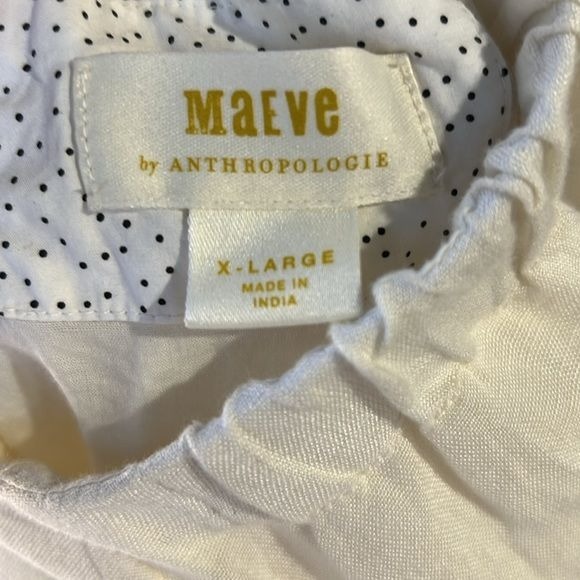 MaEVe
by ANTHROPOLOGIE
X-LARGE
MADE IN
INDIA